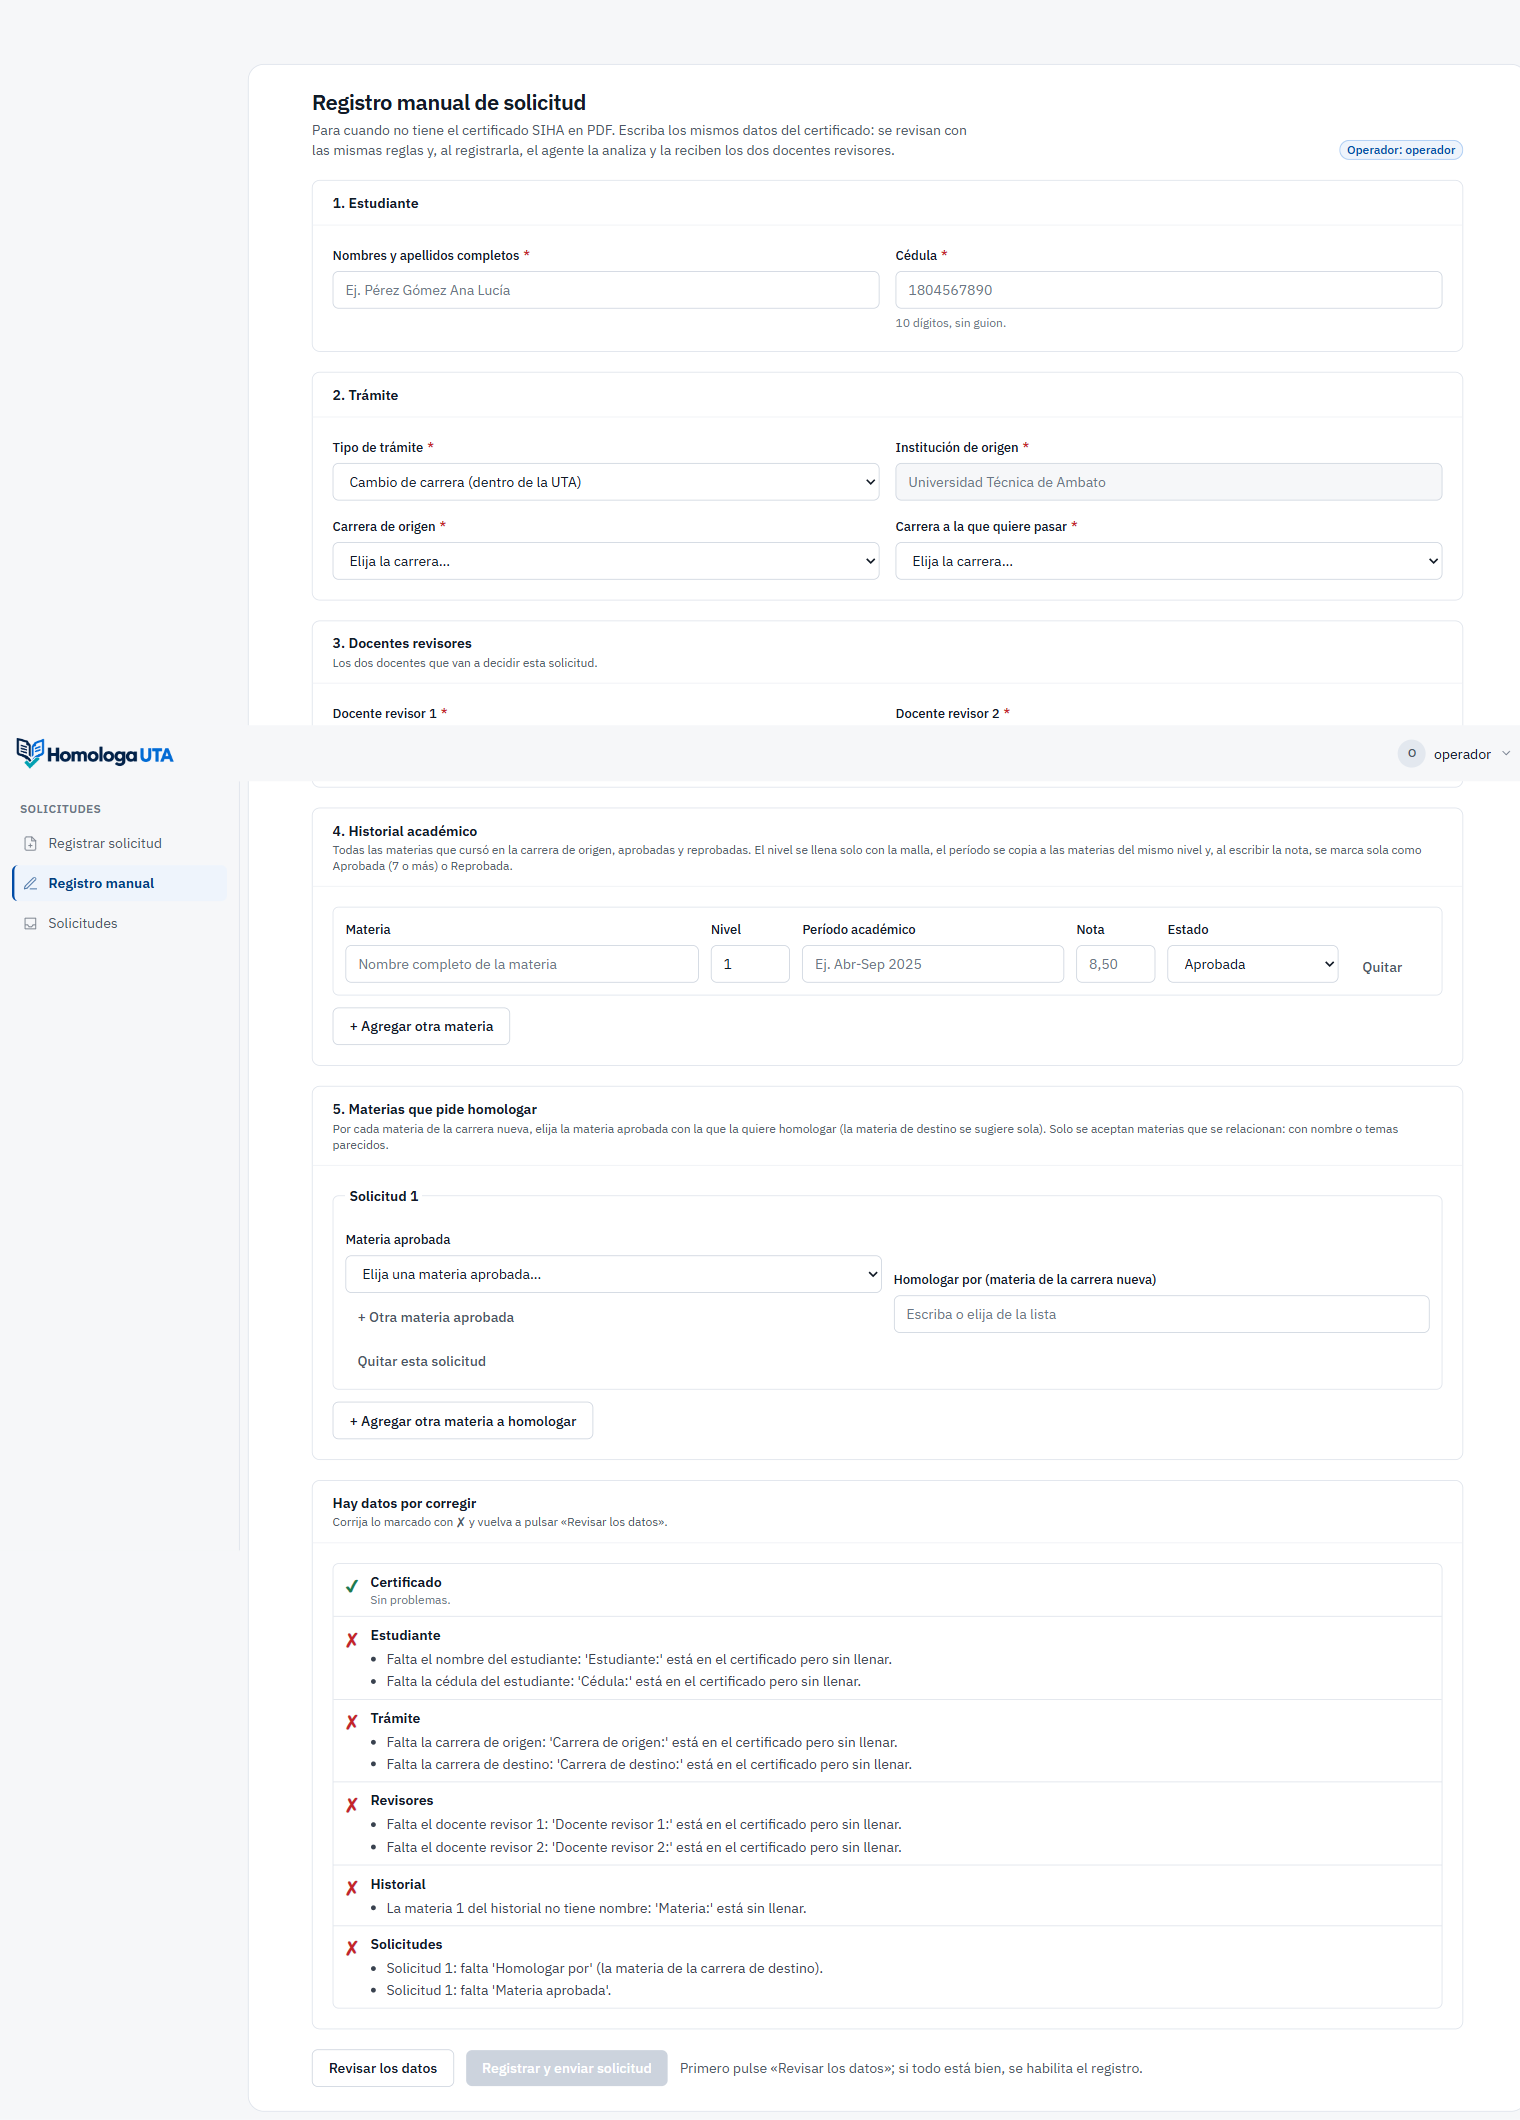 Registro manual de solicitud
Para cuando no tiene el certificado SIHA en PDF. Escriba los mismos datos del certificado: se revisan con
las mismas reglas y, al registrarla, el agente la analiza y la reciben los dos docentes revisores.
Operador: operador
1. Estudiante
Nombres y apellidos completos *
Cédula *
Ej. Pérez Gómez Ana Lucía
1804567890
10 dígitos, sin guion.
2. Trámite
Tipo de trámite *
Institución de origen *
Cambio de carrera (dentro de la UTA)
Universidad Técnica de Ambato
Carrera de origen *
Carrera a la que quiere pasar *
Elija la carrera...
Elija la carrera...
3. Docentes revisores
Los dos docentes que van a decidir esta solicitud.
Docente revisor 1 *
Docente revisor 2 *
HomologaUTA
O operador
SOLICITUDES
Registrar solicitud
Registro manual
Solicitudes
4. Historial académico
Todas las materias que cursó en la carrera de origen, aprobadas y reprobadas. El nivel se llena solo con la malla, el período se copia a las materias del mismo nivel y, al escribir la nota, se marca sola como
Aprobada (7 o más) o Reprobada.
Materia
Nivel
Período académico
Nota
Estado
Nombre completo de la materia
1
Ej. Abr-Sep 2025
8,50
Aprobada
Quitar
+ Agregar otra materia
5. Materias que pide homologar
Por cada materia de la carrera nueva, elija la materia aprobada con la que la quiere homologar (la materia de destino se sugiere sola). Solo se aceptan materias que se relacionan: con nombre o temas
parecidos.
Solicitud 1
Materia aprobada
Elija una materia aprobada...
Homologar por (materia de la carrera nueva)
Escriba o elija de la lista
+ Otra materia aprobada
Quitar esta solicitud
+ Agregar otra materia a homologar
Hay datos por corregir
Corrija lo marcado con ✗ y vuelva a pulsar «Revisar los datos».
✓ Certificado
Sin problemas.
✗ Estudiante
• Falta el nombre del estudiante: 'Estudiante:' está en el certificado pero sin llenar.
• Falta la cédula del estudiante: 'Cédula:' está en el certificado pero sin llenar.
✗ Trámite
• Falta la carrera de origen: 'Carrera de origen:' está en el certificado pero sin llenar.
• Falta la carrera de destino: 'Carrera de destino:' está en el certificado pero sin llenar.
✗ Revisores
• Falta el docente revisor 1: 'Docente revisor 1:' está en el certificado pero sin llenar.
• Falta el docente revisor 2: 'Docente revisor 2:' está en el certificado pero sin llenar.
✗ Historial
• La materia 1 del historial no tiene nombre: 'Materia:' está sin llenar.
✗ Solicitudes
• Solicitud 1: falta 'Homologar por' (la materia de la carrera de destino).
• Solicitud 1: falta 'Materia aprobada'.
Revisar los datos
Registrar y enviar solicitud
Primero pulse «Revisar los datos»; si todo está bien, se habilita el registro.